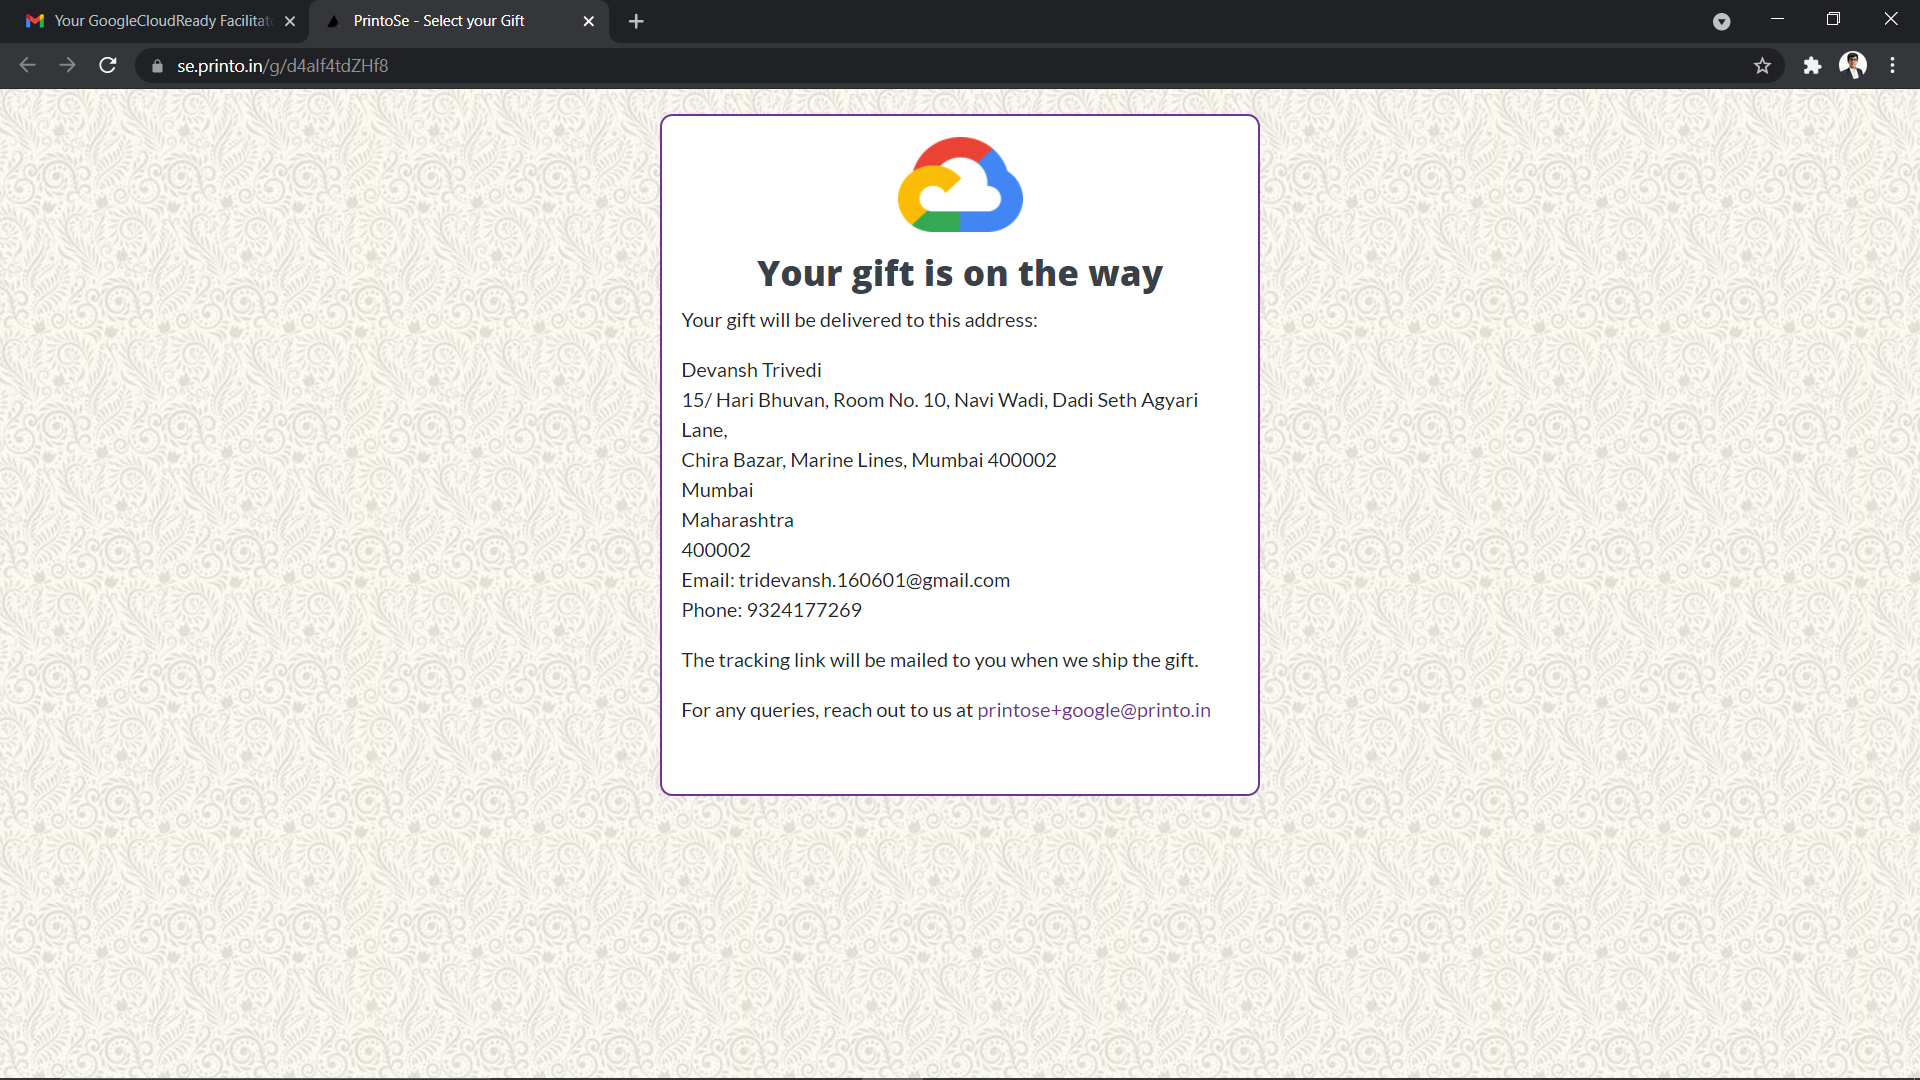 Your GoogleCloudReady Facilitat
PrintoSe - Select your Gift
se.printo.in/g/d4alf4tdZHf8
Your gift is on the way
Your gift will be delivered to this address:
Devansh Trivedi
15/ Hari Bhuvan, Room No. 10, Navi Wadi, Dadi Seth Agyari
Lane,
Chira Bazar, Marine Lines, Mumbai 400002
Mumbai
Maharashtra
400002
Email: tridevansh.160601@gmail.com
Phone: 9324177269
The tracking link will be mailed to you when we ship the gift.
For any queries, reach out to us at printose+google@printo.in